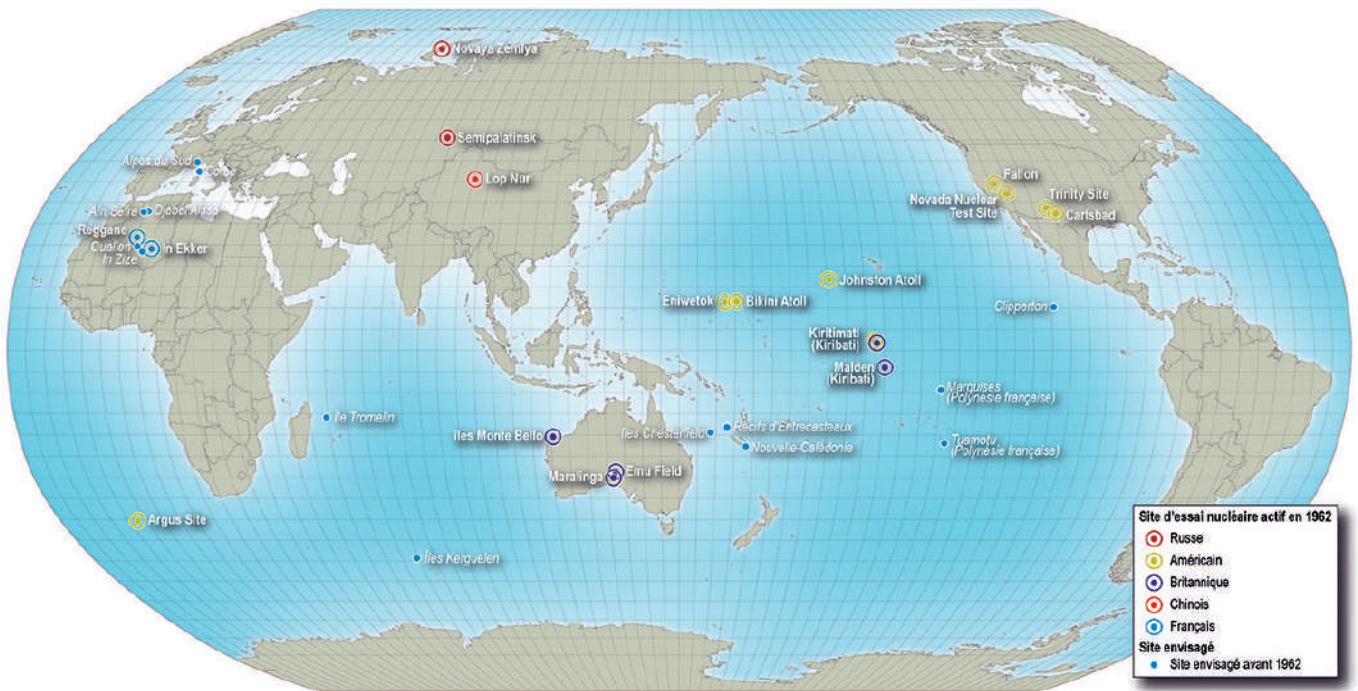 Novaya Zemlya
Semipalatinsk
Alpes du Sud
Corse
Lop Nur
Fallon
Nevada Nuclear
Test Site
Trinity Site
Carlsbad
Reggane
Ouallen
In Zize
In Ekker
Johnston Atoll
Eniwetok
Bikini Atoll
Clipperton
Kiritimati
(Kiribati)
Malden
(Kiribati)
Marquises
(Polynésie française)
Ile Tromelin
Îles Monte Bello
Îles Chesterfield
Récifs d'Entrecasteaux
Nouvelle-Calédonie
Tuamotu
(Polynésie française)
Emu Field
Maralinga
Argus Site
Îles Kerguelen
Site d'essai nucléaire actif en 1962
Russe
Américain
Britannique
Chinois
Français
Site envisagé
Site envisagé avant 1962